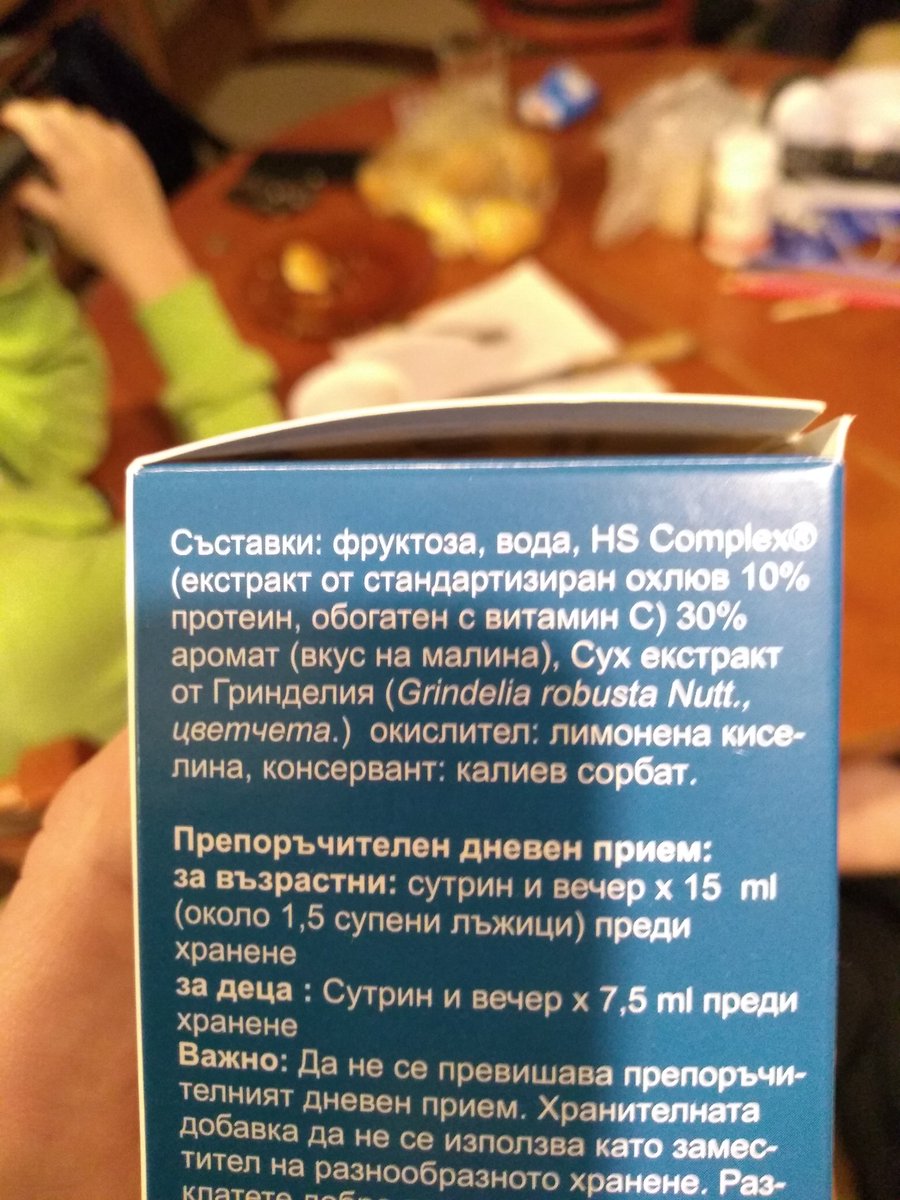 Съставки: фруктоза, вода, HS Complex®
(екстракт от стандартизиран охлюв 10%
протеин, обогатен с витамин С) 30%
аромат (вкус на малина), Сух екстракт
от Гринделия (Grindelia robusta Nutt.,
цветчета.) окислител: лимонена кисе-
лина, консервант: калиев сорбат.
Препоръчителен дневен прием:
за възрастни: сутрин и вечер х 15 ml
(около 1,5 супени лъжици) преди
хранене
за деца : Сутрин и вечер х 7,5 ml преди
хранене
Важно: Да не се превишава препоръчи-
телният дневен прием. Хранителната
добавка да не се използва като замес-
тител на разнообразното хранене. Раз-
клатете добре